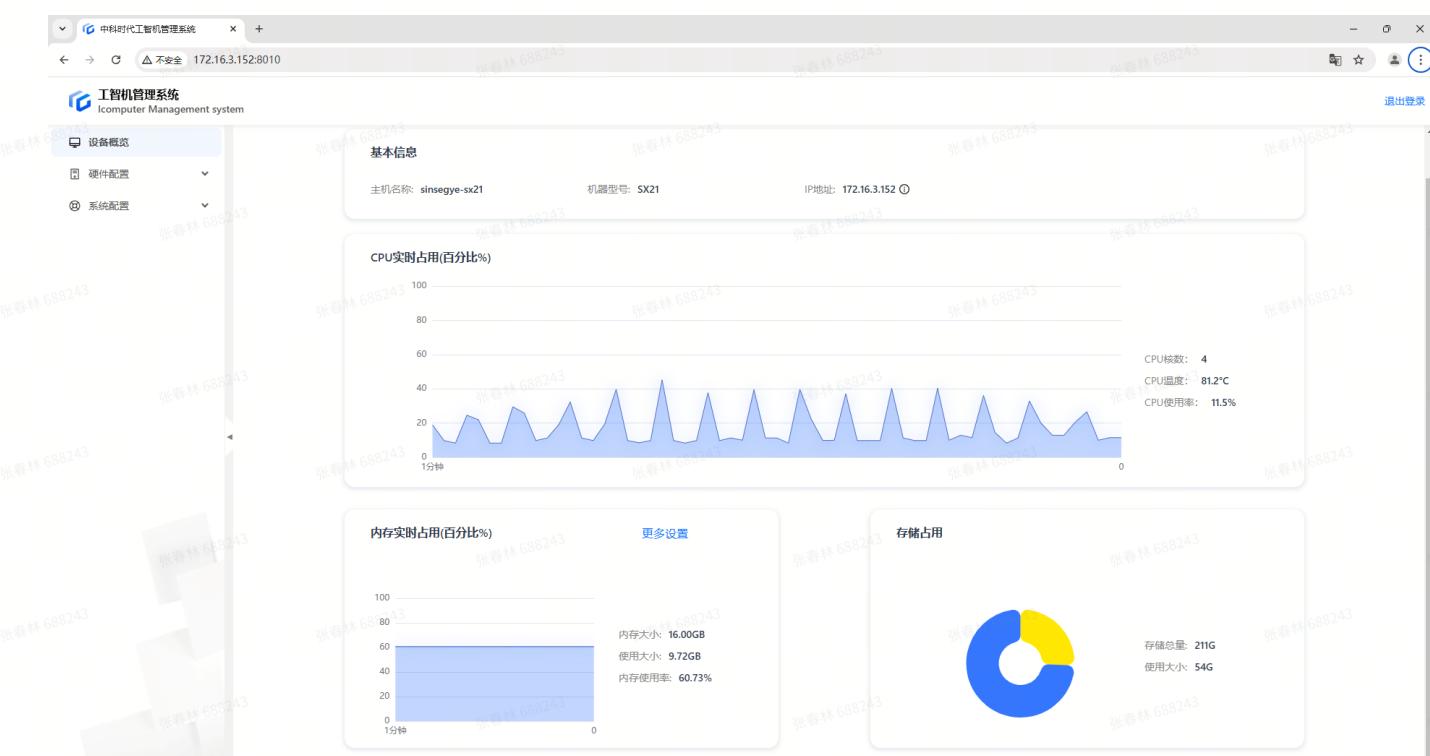 中科时代工智机管理系统
不安全 172.16.3.152:8010
工智机管理系统
Icomputer Management system
退出登录
设备概览
硬件配置
系统配置
基本信息
主机名称: sinsegye-sx21 机器型号: SX21 IP地址: 172.16.3.152
CPU实时占用(百分比%)
100
80
60
40
20
0
1分钟 0
CPU核数: 4
CPU温度: 81.2°C
CPU使用率: 11.5%
内存实时占用(百分比%) 更多设置
100
80
60
40
20
0
1分钟 0
内存大小: 16.00GB
使用大小: 9.72GB
内存使用率: 60.73%
存储占用
存储总量: 211G
使用大小: 54G
张春林 688243